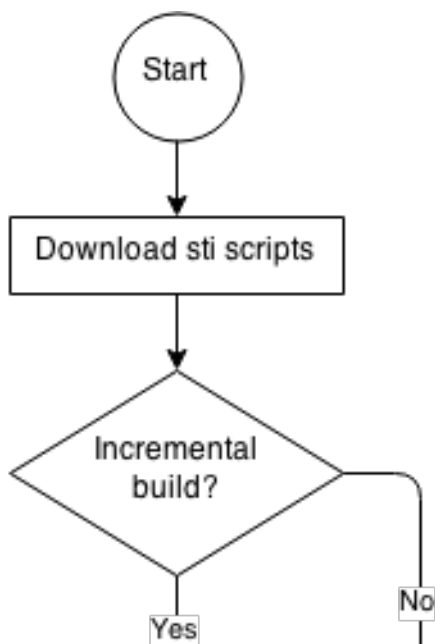 Start
Download sti scripts
Incremental
build?
No
Yes